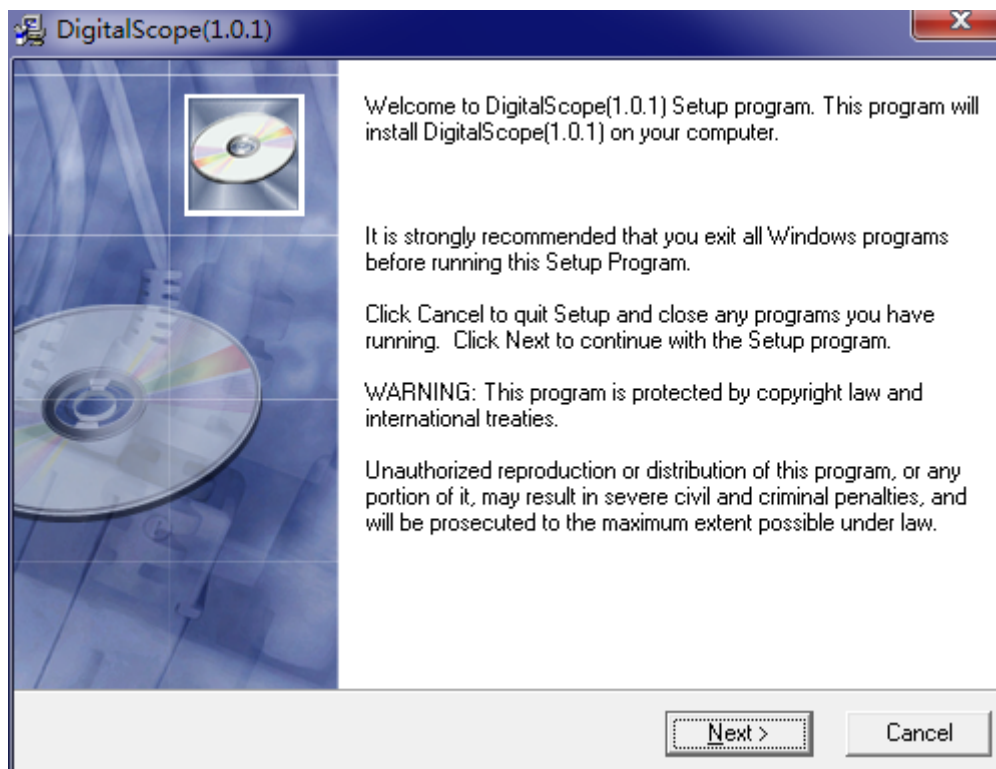 DigitalScope(1.0.1)
Welcome to DigitalScope(1.0.1) Setup program. This program will
install DigitalScope(1.0.1) on your computer.
It is strongly recommended that you exit all Windows programs
before running this Setup Program.
Click Cancel to quit Setup and close any programs you have
running.  Click Next to continue with the Setup program.
WARNING: This program is protected by copyright law and
international treaties.
Unauthorized reproduction or distribution of this program, or any
portion of it, may result in severe civil and criminal penalties, and
will be prosecuted to the maximum extent possible under law.
Next >
Cancel